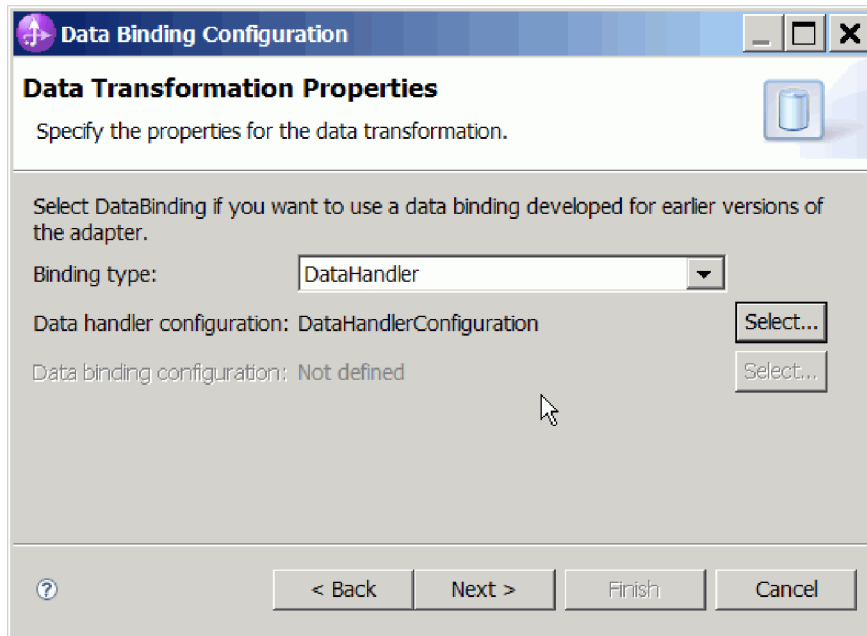 Data Binding Configuration
Data Transformation Properties
Specify the properties for the data transformation.
Select DataBinding if you want to use a data binding developed for earlier versions of
the adapter.
Binding type: DataHandler
Data handler configuration: DataHandlerConfiguration Select...
Data binding configuration: Not defined Select...
? < Back Next > Finish Cancel